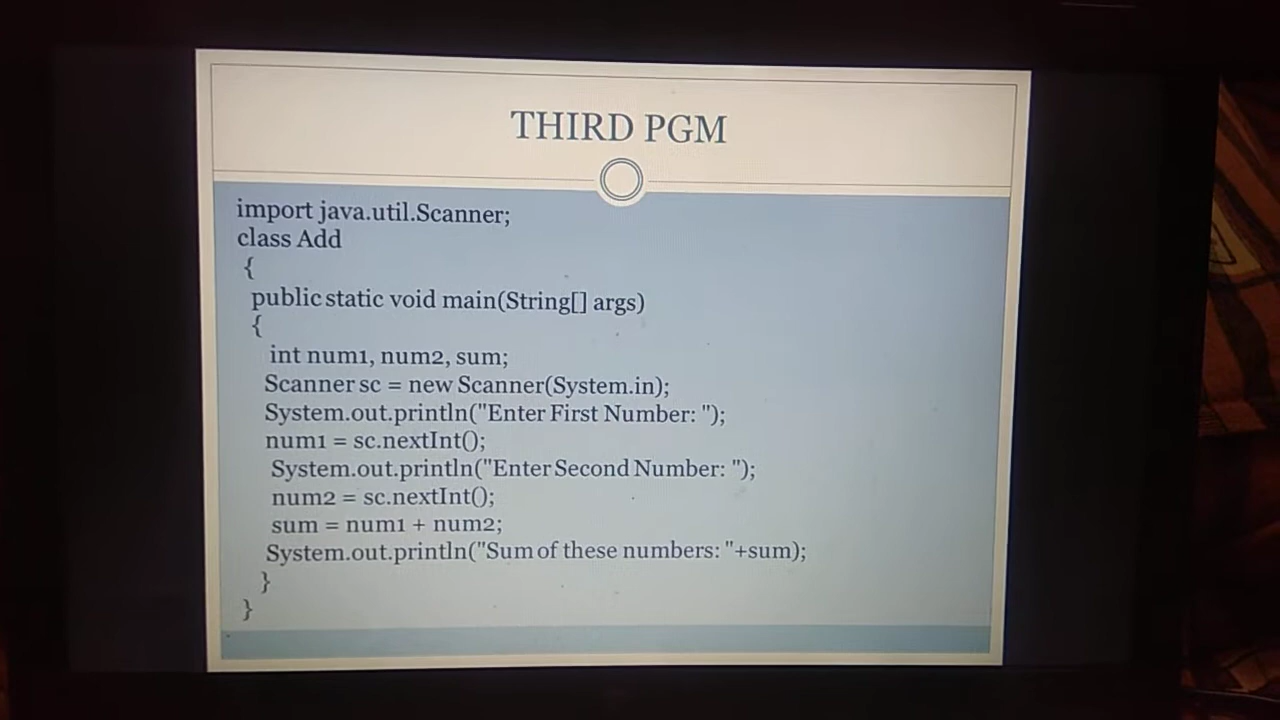 THIRD PGM
import java.util.Scanner;
class Add
{
public static void main(String[] args)
{
int num1, num2, sum;
Scanner sc = new Scanner(System.in);
System.out.println("Enter First Number: ");
num1 = sc.nextInt();
System.out.println("Enter Second Number: ");
num2 = sc.nextInt();
sum = num1 + num2;
System.out.println("Sum of these numbers: "+sum);
}
}